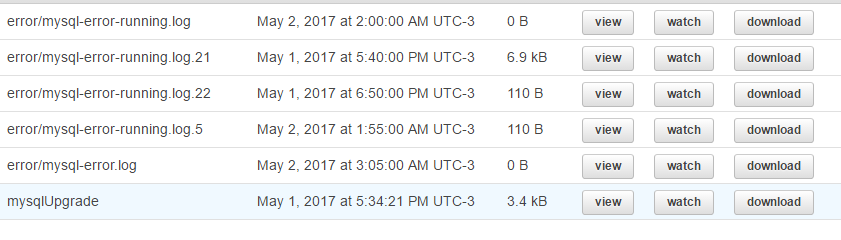 error/mysql-error-running.log May 2, 2017 at 2:00:00 AM UTC-3 0 B view watch download
error/mysql-error-running.log.21 May 1, 2017 at 5:40:00 PM UTC-3 6.9 kB view watch download
error/mysql-error-running.log.22 May 1, 2017 at 6:50:00 PM UTC-3 110 B view watch download
error/mysql-error-running.log.5 May 2, 2017 at 1:55:00 AM UTC-3 110 B view watch download
error/mysql-error.log May 2, 2017 at 3:05:00 AM UTC-3 0 B view watch download
mysqlUpgrade May 1, 2017 at 5:34:21 PM UTC-3 3.4 kB view watch download